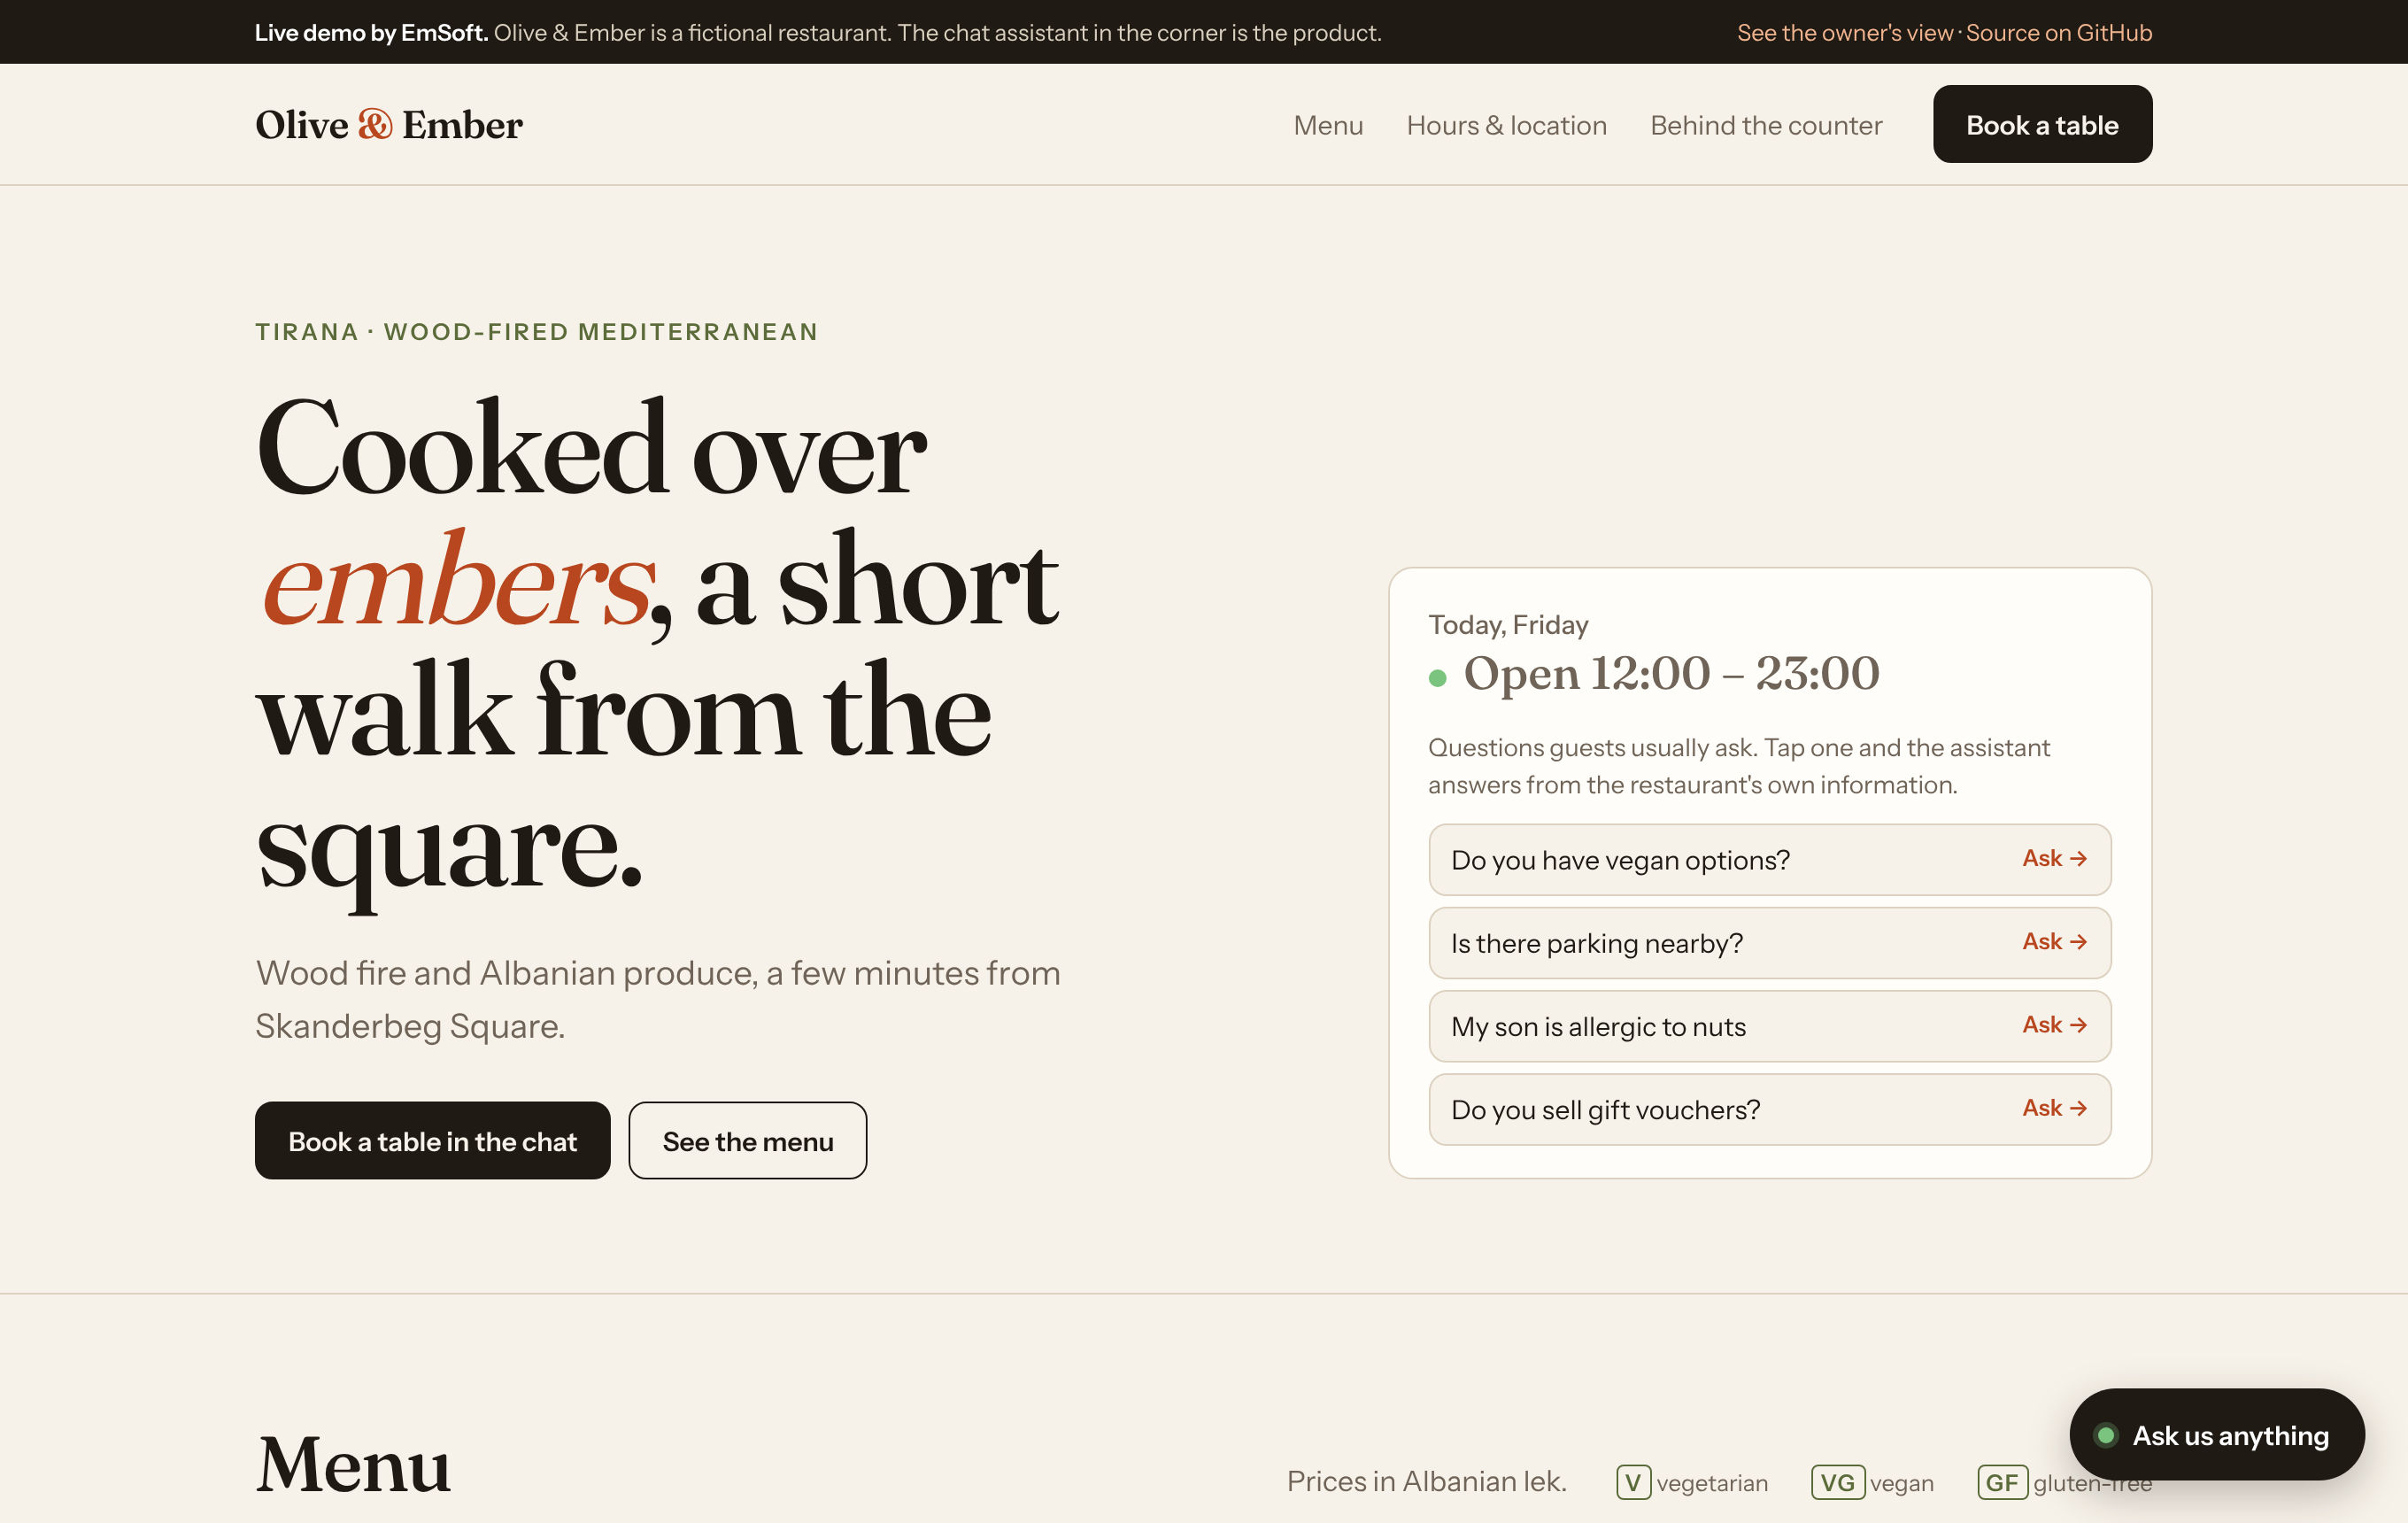 Live demo by EmSoft. Olive & Ember is a fictional restaurant. The chat assistant in the corner is the product.
See the owner's view · Source on GitHub
Olive & Ember
Menu
Hours & location
Behind the counter
Book a table
TIRANA · WOOD-FIRED MEDITERRANEAN
Cooked over
embers, a short
walk from the
square.
Wood fire and Albanian produce, a few minutes from
Skanderbeg Square.
Book a table in the chat
See the menu
Today, Friday
Open 12:00 – 23:00
Questions guests usually ask. Tap one and the assistant
answers from the restaurant's own information.
Do you have vegan options? Ask →
Is there parking nearby? Ask →
My son is allergic to nuts Ask →
Do you sell gift vouchers? Ask →
Menu
Prices in Albanian lek.
V vegetarian
VG vegan
GF gluten-free
Ask us anything